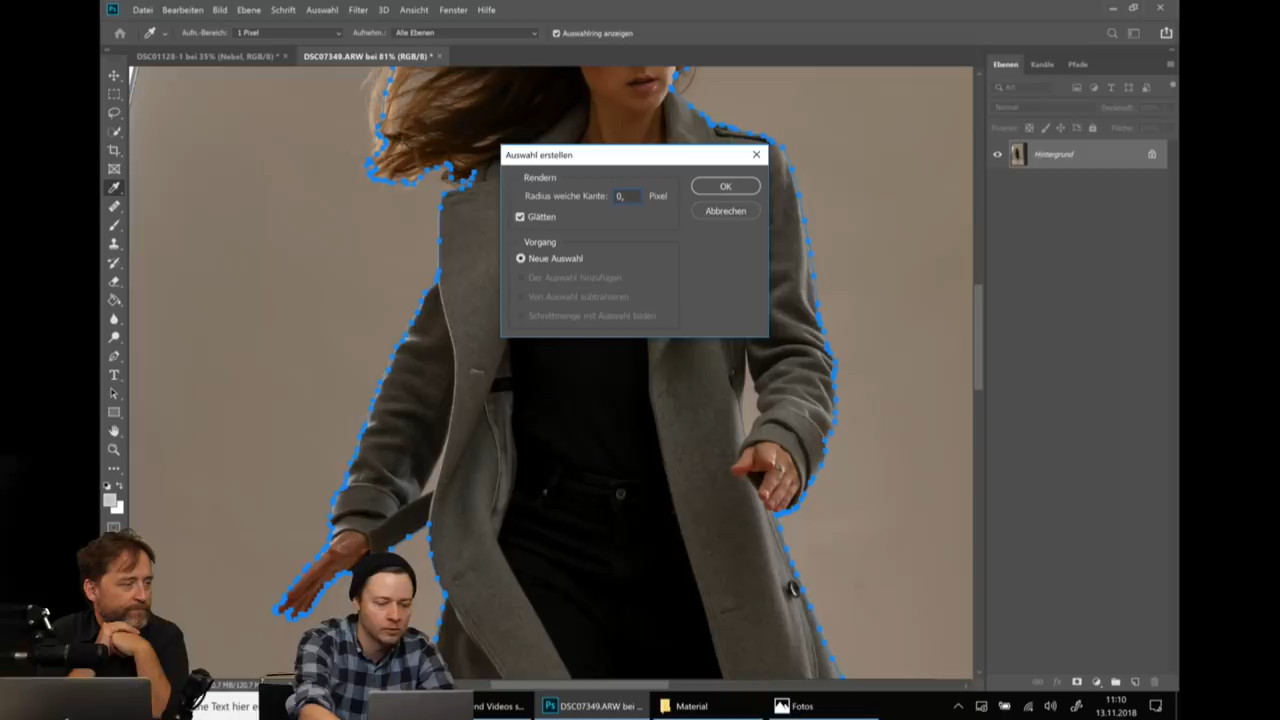 Ps Datei Bearbeiten Bild Ebene Schrift Auswahl Filter 3D Ansicht Fenster Hilfe
Aufn.-Bereich: 1 Pixel Aufnehm.: Alle Ebenen Auswahlring anzeigen
DSC01128-1 bei 35% (Nebel, RGB/8) * × DSC07349.ARW bei 81% (RGB/8) * ×
Ebenen Kanäle Pfade
Art
Normal Deckkraft: 100%
Fixieren: Fläche:
Hintergrund
Auswahl erstellen
Rendern
Radius weiche Kante: 0, Pixel
Glätten
OK
Abbrechen
Vorgang
Neue Auswahl
Der Auswahl hinzufügen
Von Auswahl subtrahieren
Schnittmenge mit Auswahl bilden
T
Text hier
nd Videos s...
Ps DSC07349.ARW bei ...
Material
Fotos
11:10
13.11.2018